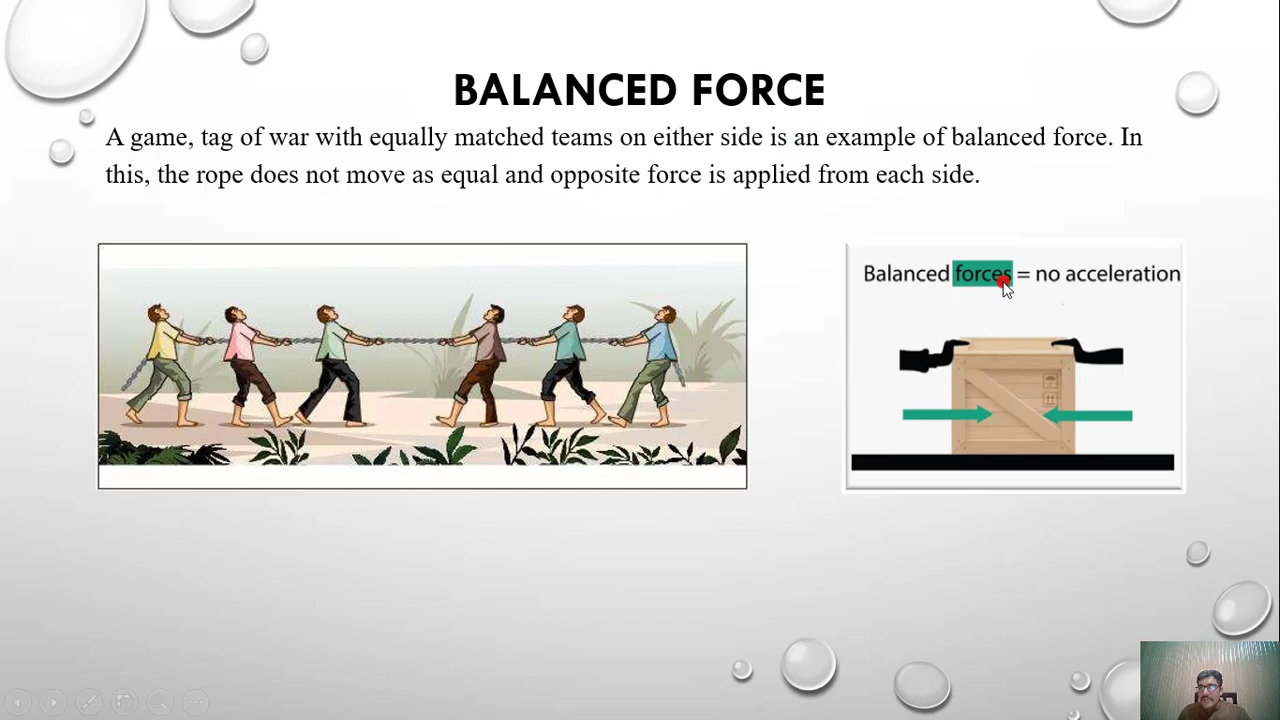 BALANCED FORCE
A game, tag of war with equally matched teams on either side is an example of balanced force. In
this, the rope does not move as equal and opposite force is applied from each side.
Balanced forces = no acceleration